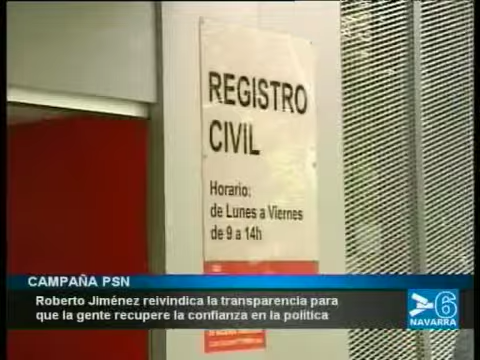 REGISTRO
CIVIL
Horario:
de Lunes a Viernes
de 9 a 14h
CAMPAÑA PSN
Roberto Jiménez reivindica la transparencia para
que la gente recupere la confianza en la política
6
NAVARRA